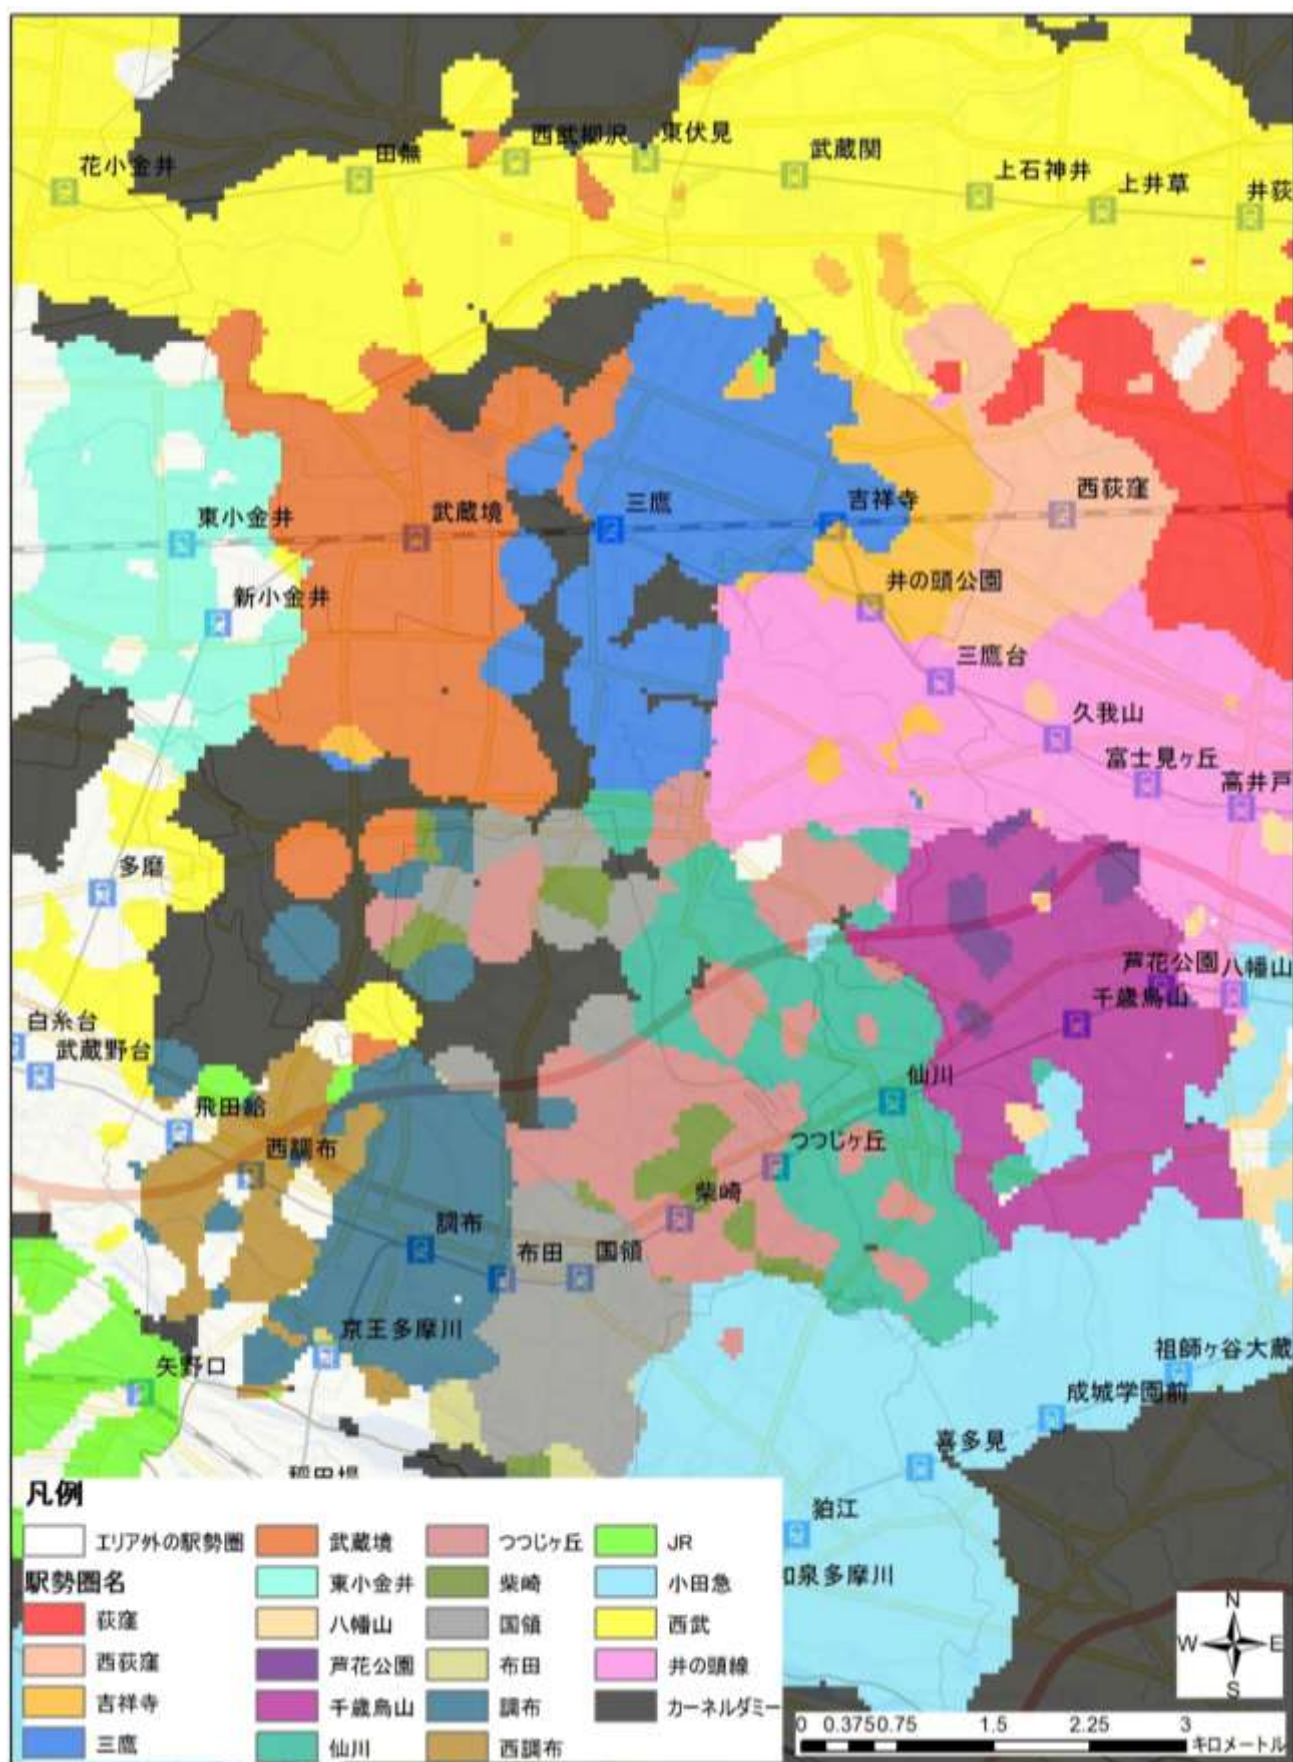 花小金井
田無
西武柳沢
東伏見
武蔵関
上石神井
上井草
井荻
東小金井
武蔵境
三鷹
吉祥寺
西荻窪
新小金井
井の頭公園
三鷹台
久我山
富士見ヶ丘
高井戸
多磨
芦花公園
八幡山
千歳烏山
白糸台
武蔵野台
飛田給
西調布
仙川
つつじヶ丘
柴崎
調布
布田
国領
京王多摩川
矢野口
祖師ヶ谷大蔵
成城学園前
喜多見
狛江
泉多摩川
凡例
エリア外の駅勢圏
駅勢圏名
荻窪
西荻窪
吉祥寺
三鷹
武蔵境
東小金井
八幡山
芦花公園
千歳烏山
仙川
つつじヶ丘
柴崎
国領
布田
調布
西調布
JR
小田急
西武
井の頭線
カーネルダミー
N
W E
S
0 0.375 0.75 1.5 2.25 3
キロメートル